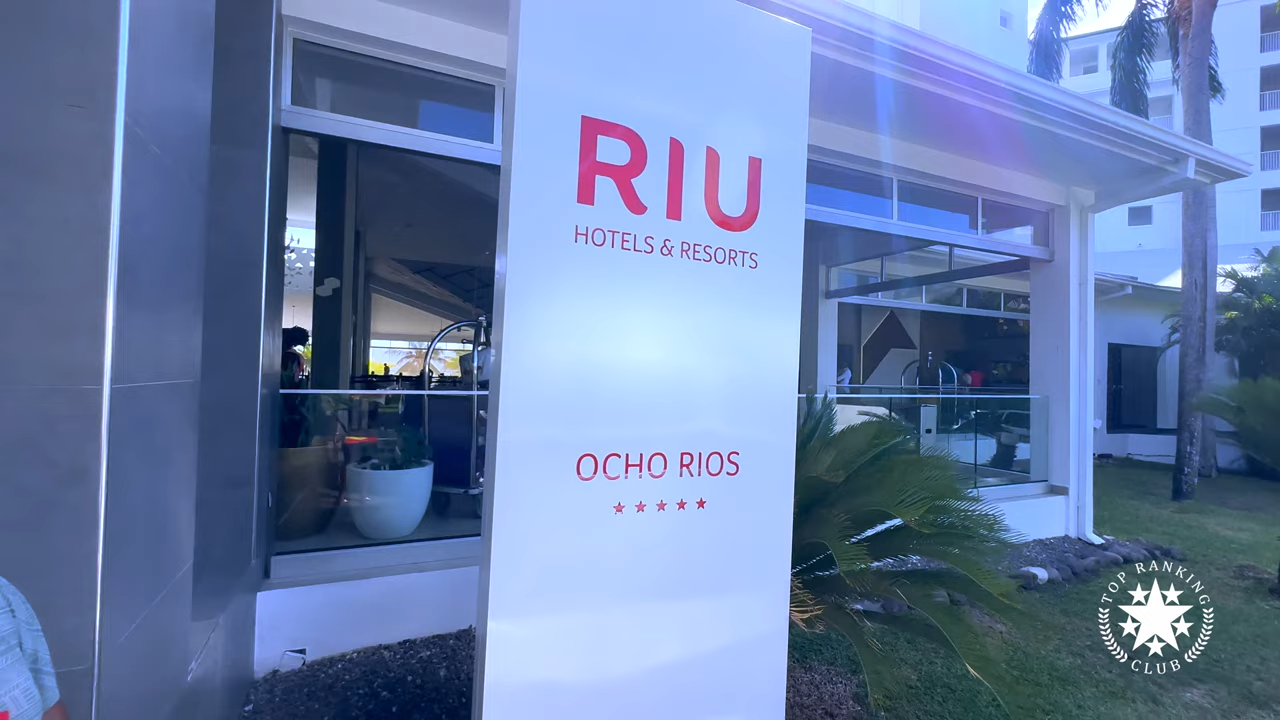 RIU
HOTELS & RESORTS
OCHO RIOS
★★★★★
TOP RANKING
CLUB